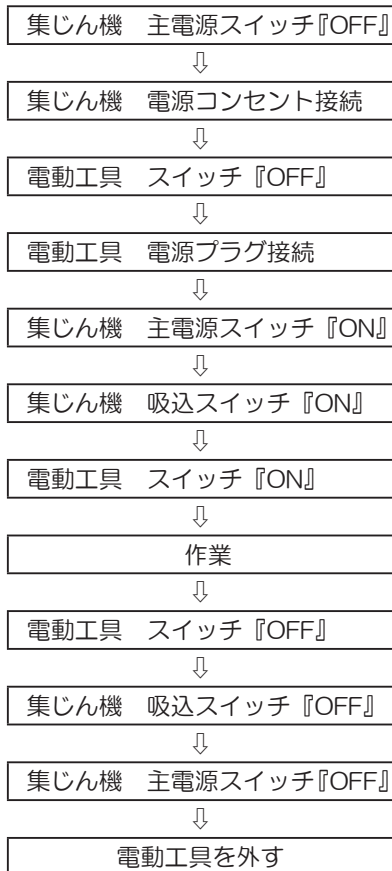 集じん機　主電源スイッチ『OFF』
⇩
集じん機　電源コンセント接続
⇩
電動工具　スイッチ『OFF』
⇩
電動工具　電源プラグ接続
⇩
集じん機　主電源スイッチ『ON』
⇩
集じん機　吸込スイッチ『ON』
⇩
電動工具　スイッチ『ON』
⇩
作業
⇩
電動工具　スイッチ『OFF』
⇩
集じん機　吸込スイッチ『OFF』
⇩
集じん機　主電源スイッチ『OFF』
⇩
電動工具を外す